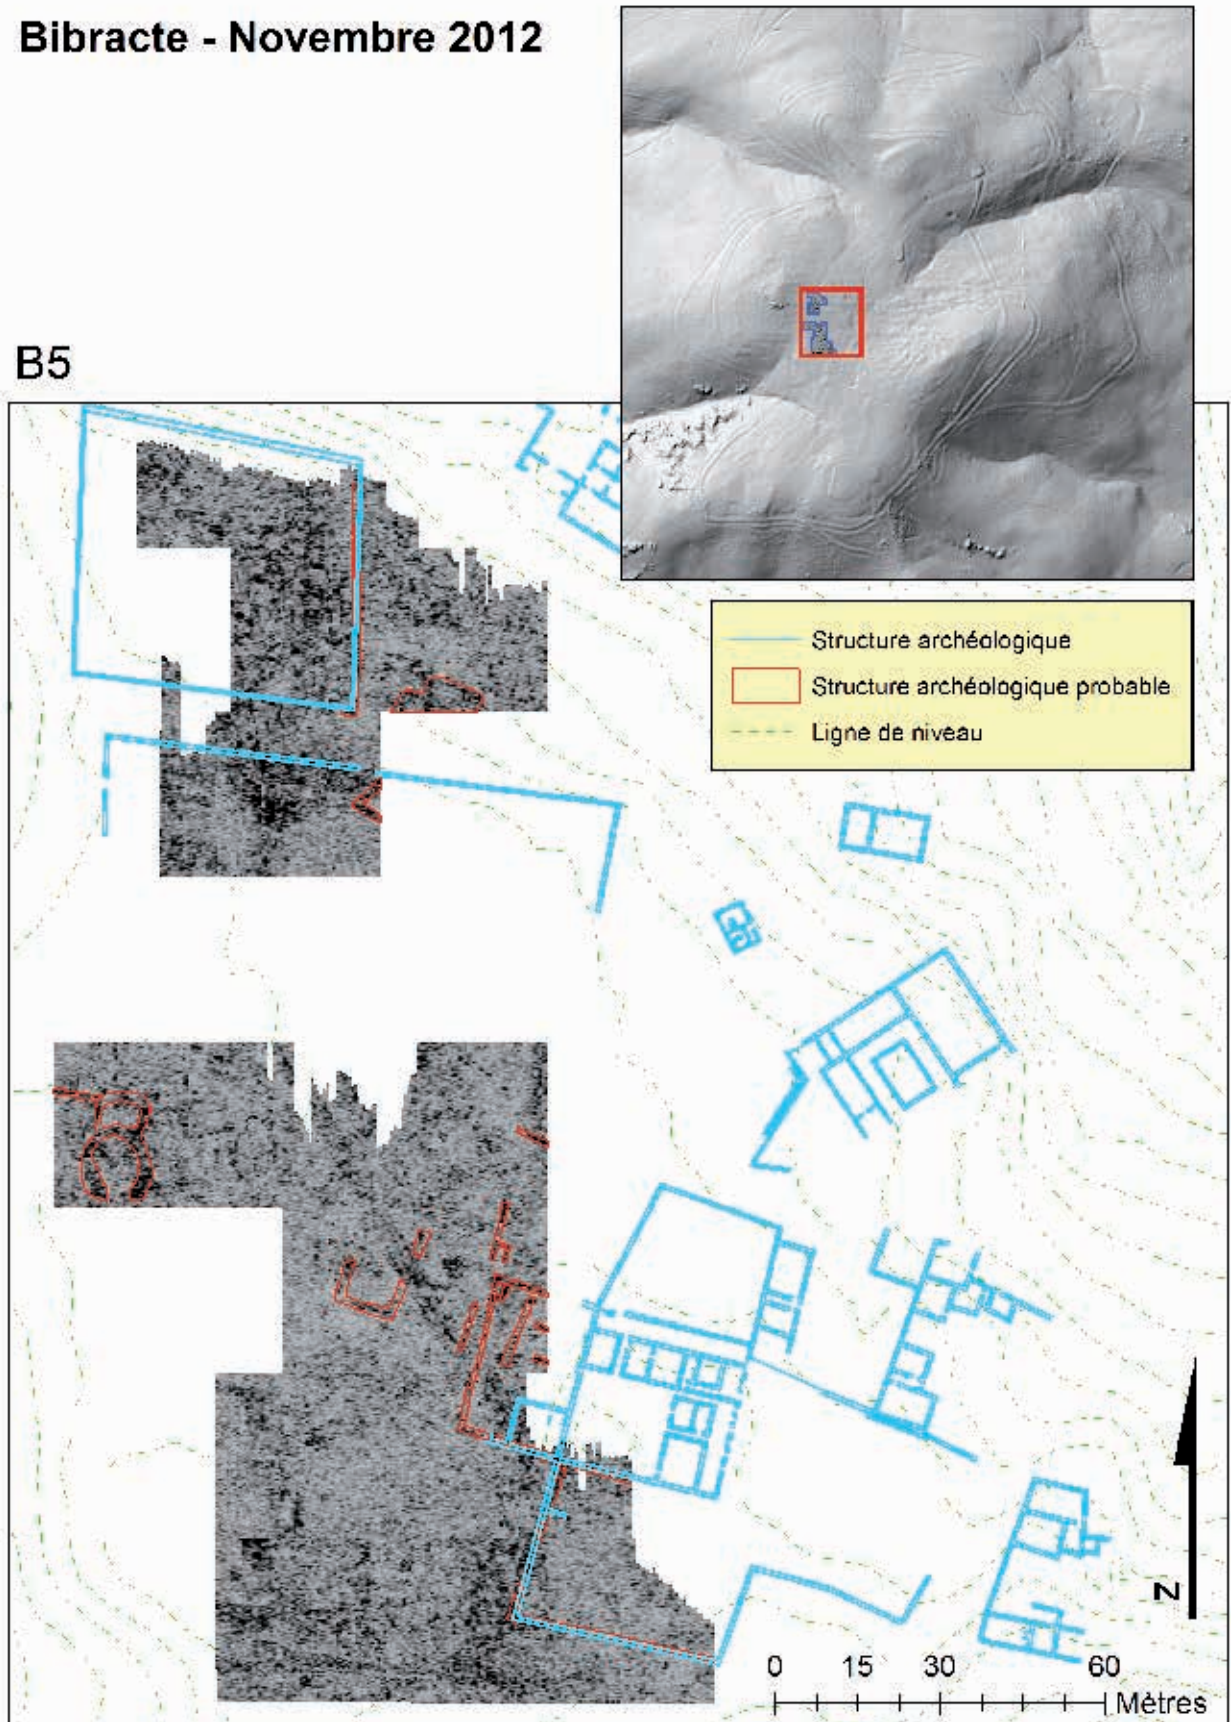 Bibracte - Novembre 2012
B5
Structure archéologique
Structure archéologique probable
Ligne de niveau
N
0 15 30 60
Mètres